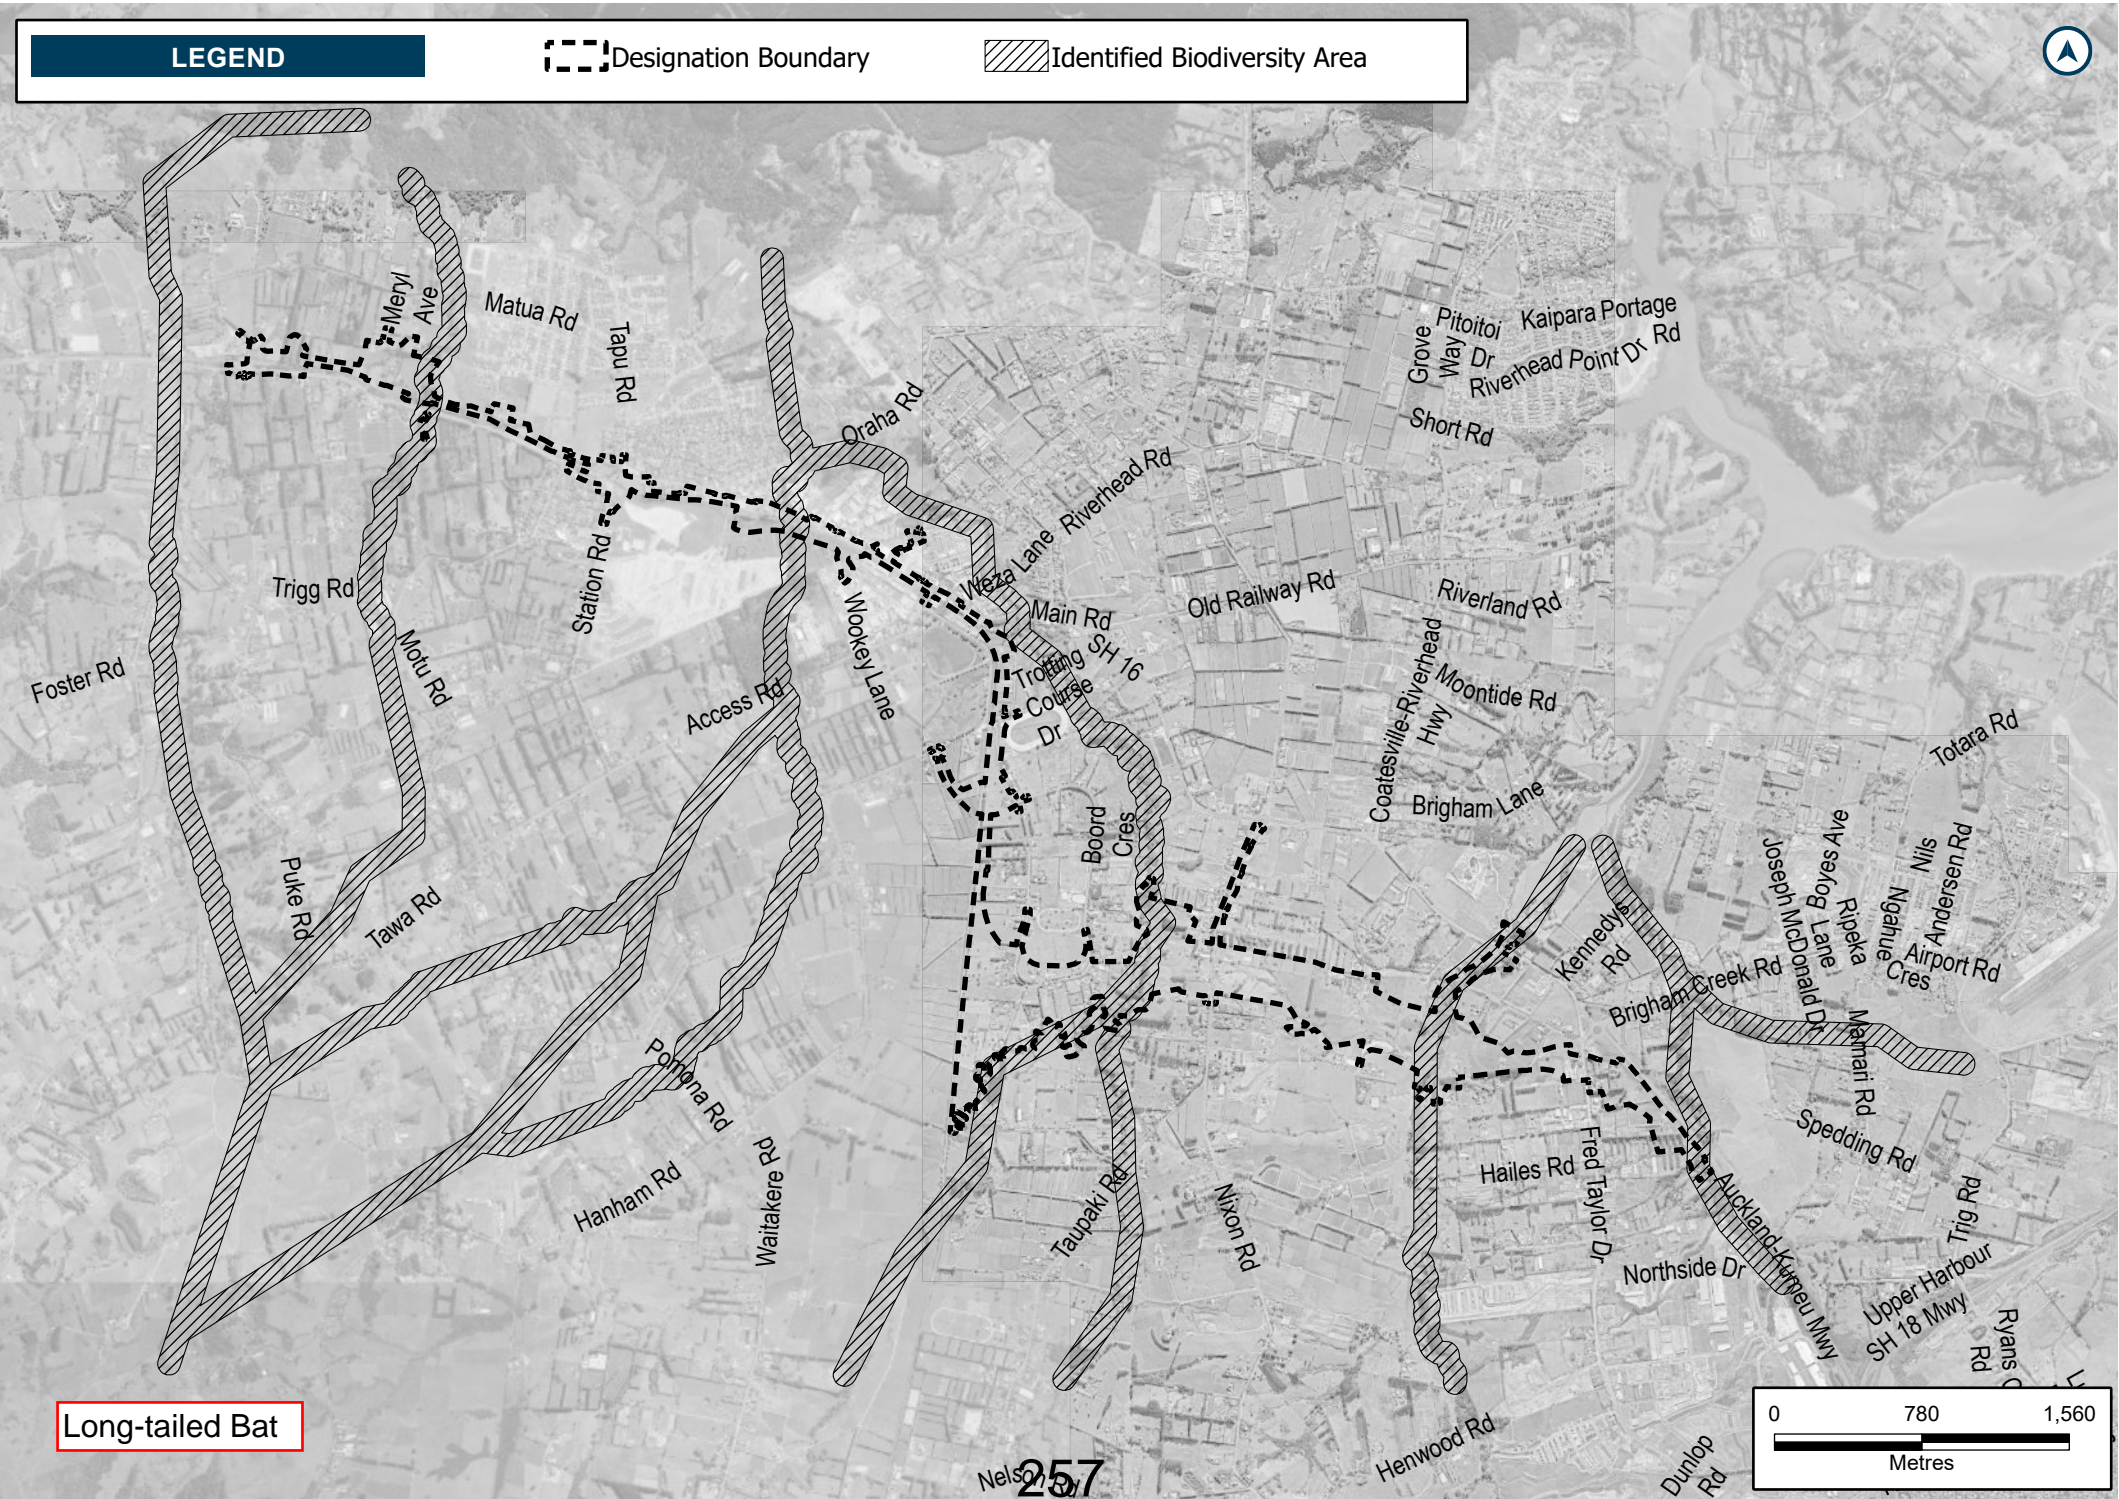 LEGEND
Designation Boundary
Identified Biodiversity Area
Meryl
Ave
Matua Rd
Tapu Rd
Oraha Rd
Riverhead Rd
Weza Lane
Main Rd
SH 16
Trotting
Course
Dr
Old Railway Rd
Grove
Way
Pitoitoi
Dr
Kaipara Portage
Rd
Riverhead Point Dr
Short Rd
Riverland Rd
Moontide Rd
Coatesville-Riverhead
Hwy
Brigham Lane
Totara Rd
Trigg Rd
Station Rd
Motu Rd
Foster Rd
Access Rd
Wookey Lane
Boord
Cres
Puke Rd
Tawa Rd
Kennedys
Rd
Brigham Creek Rd
Joseph McDonald Dr
Boyes Ave
Lane
Ripeka
Ngahue
Cres
Nils
Andersen Rd
Airport Rd
Mamari Rd
Spedding Rd
Pomona Rd
Hanham Rd
Waitakere Rd
Taupaki Rd
Nixon Rd
Hailes Rd
Fred Taylor Dr
Northside Dr
Auckland-Kumeu Mwy
Trig Rd
Upper Harbour
SH 18 Mwy
Ryans
Rd
Long-tailed Bat
Nelson Rd
257
Henwood Rd
Dunlop
Rd
0 780 1,560
Metres